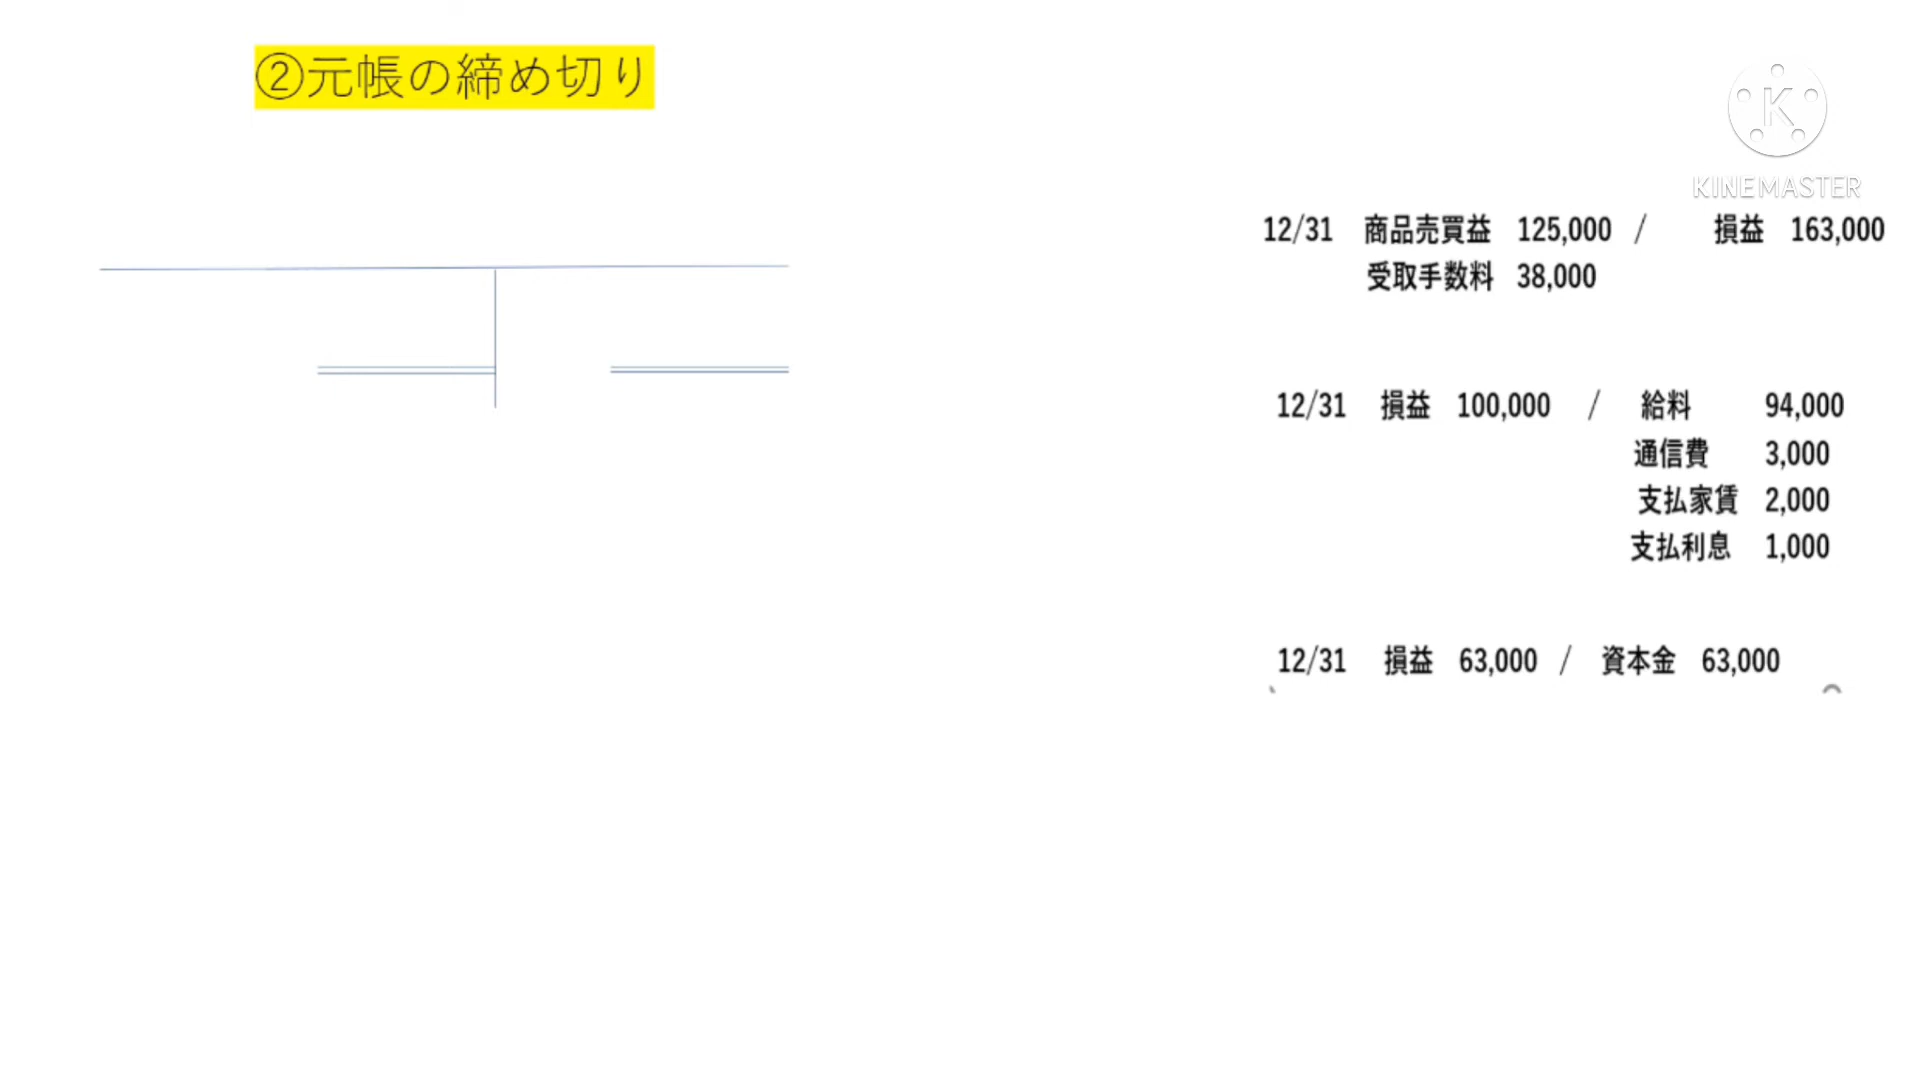 ②元帳の締め切り
K
KINEMASTER
12/31 商品売買益 125,000 / 損益 163,000
受取手数料 38,000
12/31 損益 100,000 / 給料 94,000
通信費 3,000
支払家賃 2,000
支払利息 1,000
12/31 損益 63,000 / 資本金 63,000